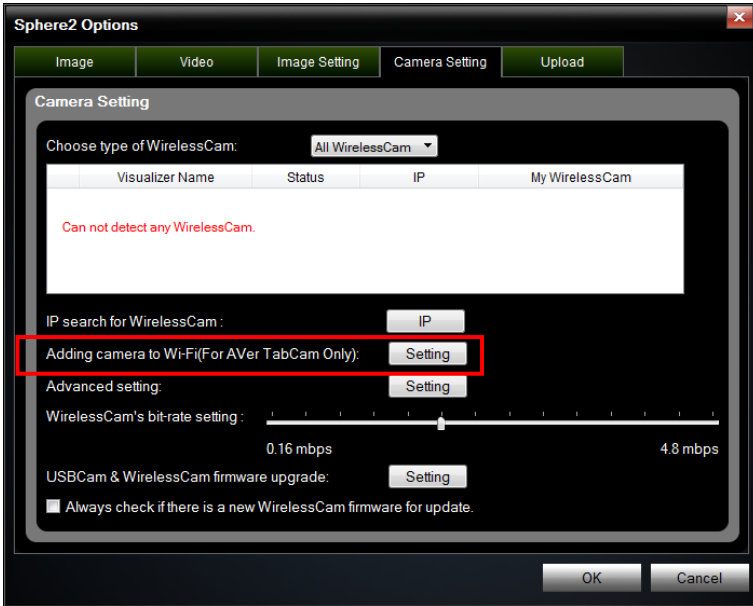 Sphere2 Options
Image Video Image Setting Camera Setting Upload
Camera Setting
Choose type of WirelessCam: All WirelessCam
Visualizer Name Status IP My WirelessCam
Can not detect any WirelessCam.
IP search for WirelessCam : IP
Adding camera to Wi-Fi(For AVer TabCam Only): Setting
Advanced setting: Setting
WirelessCam's bit-rate setting :
0.16 mbps 4.8 mbps
USBCam & WirelessCam firmware upgrade: Setting
Always check if there is a new WirelessCam firmware for update.
OK Cancel